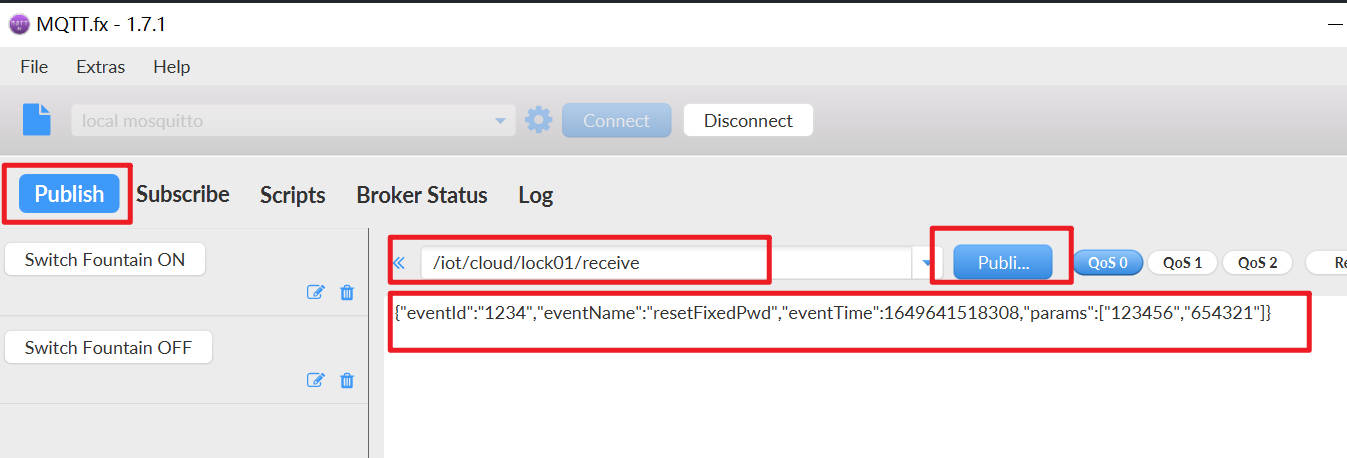 MQTT.fx - 1.7.1
File Extras Help
local mosquitto Connect Disconnect
Publish Subscribe Scripts Broker Status Log
Switch Fountain ON
/iot/cloud/lock01/receive Publi... QoS 0 QoS 1 QoS 2 Re
{"eventId":"1234","eventName":"resetFixedPwd","eventTime":1649641518308,"params":["123456","654321"]}
Switch Fountain OFF